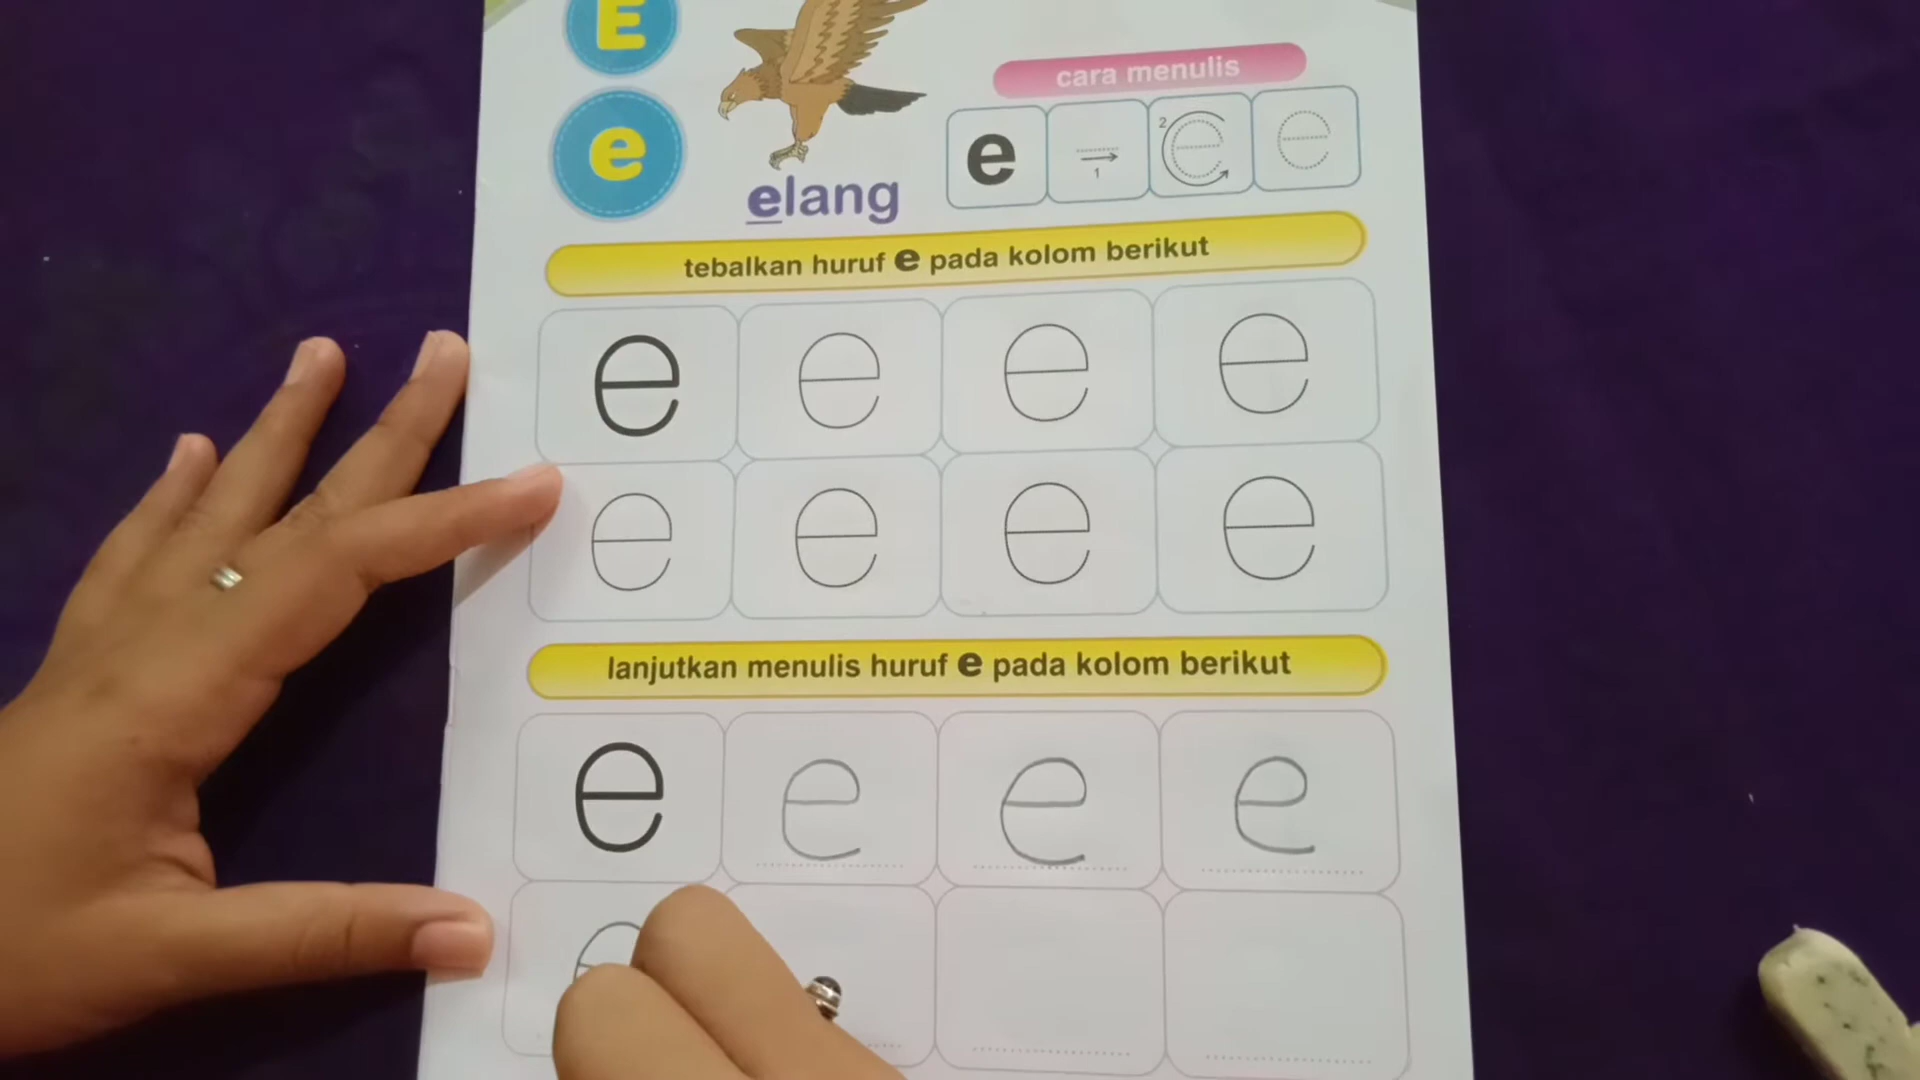 E
e
elang
cara menulis
e 1 2 e e
tebalkan huruf e pada kolom berikut
e e e e
e e e e
lanjutkan menulis huruf e pada kolom berikut
e e e e
e